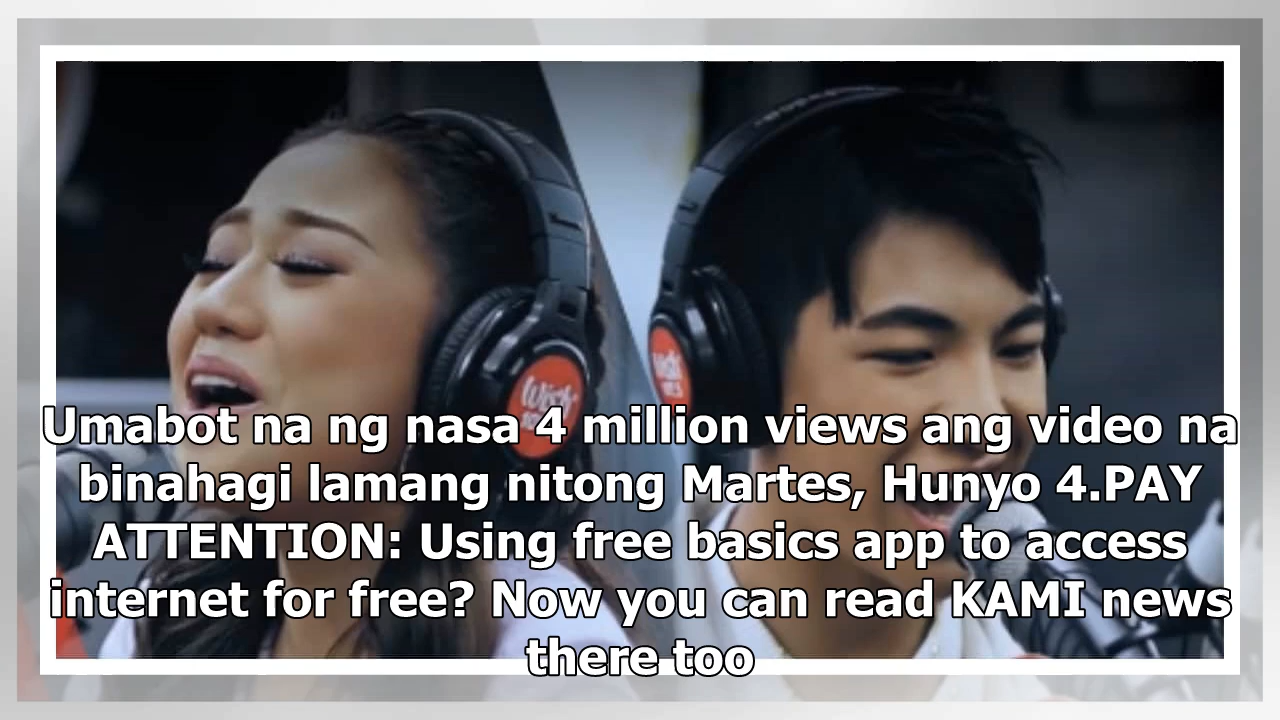 Wish
Umabot na ng nasa 4 million views ang video na
binahagi lamang nitong Martes, Hunyo 4.PAY
ATTENTION: Using free basics app to access
internet for free? Now you can read KAMI news
there too